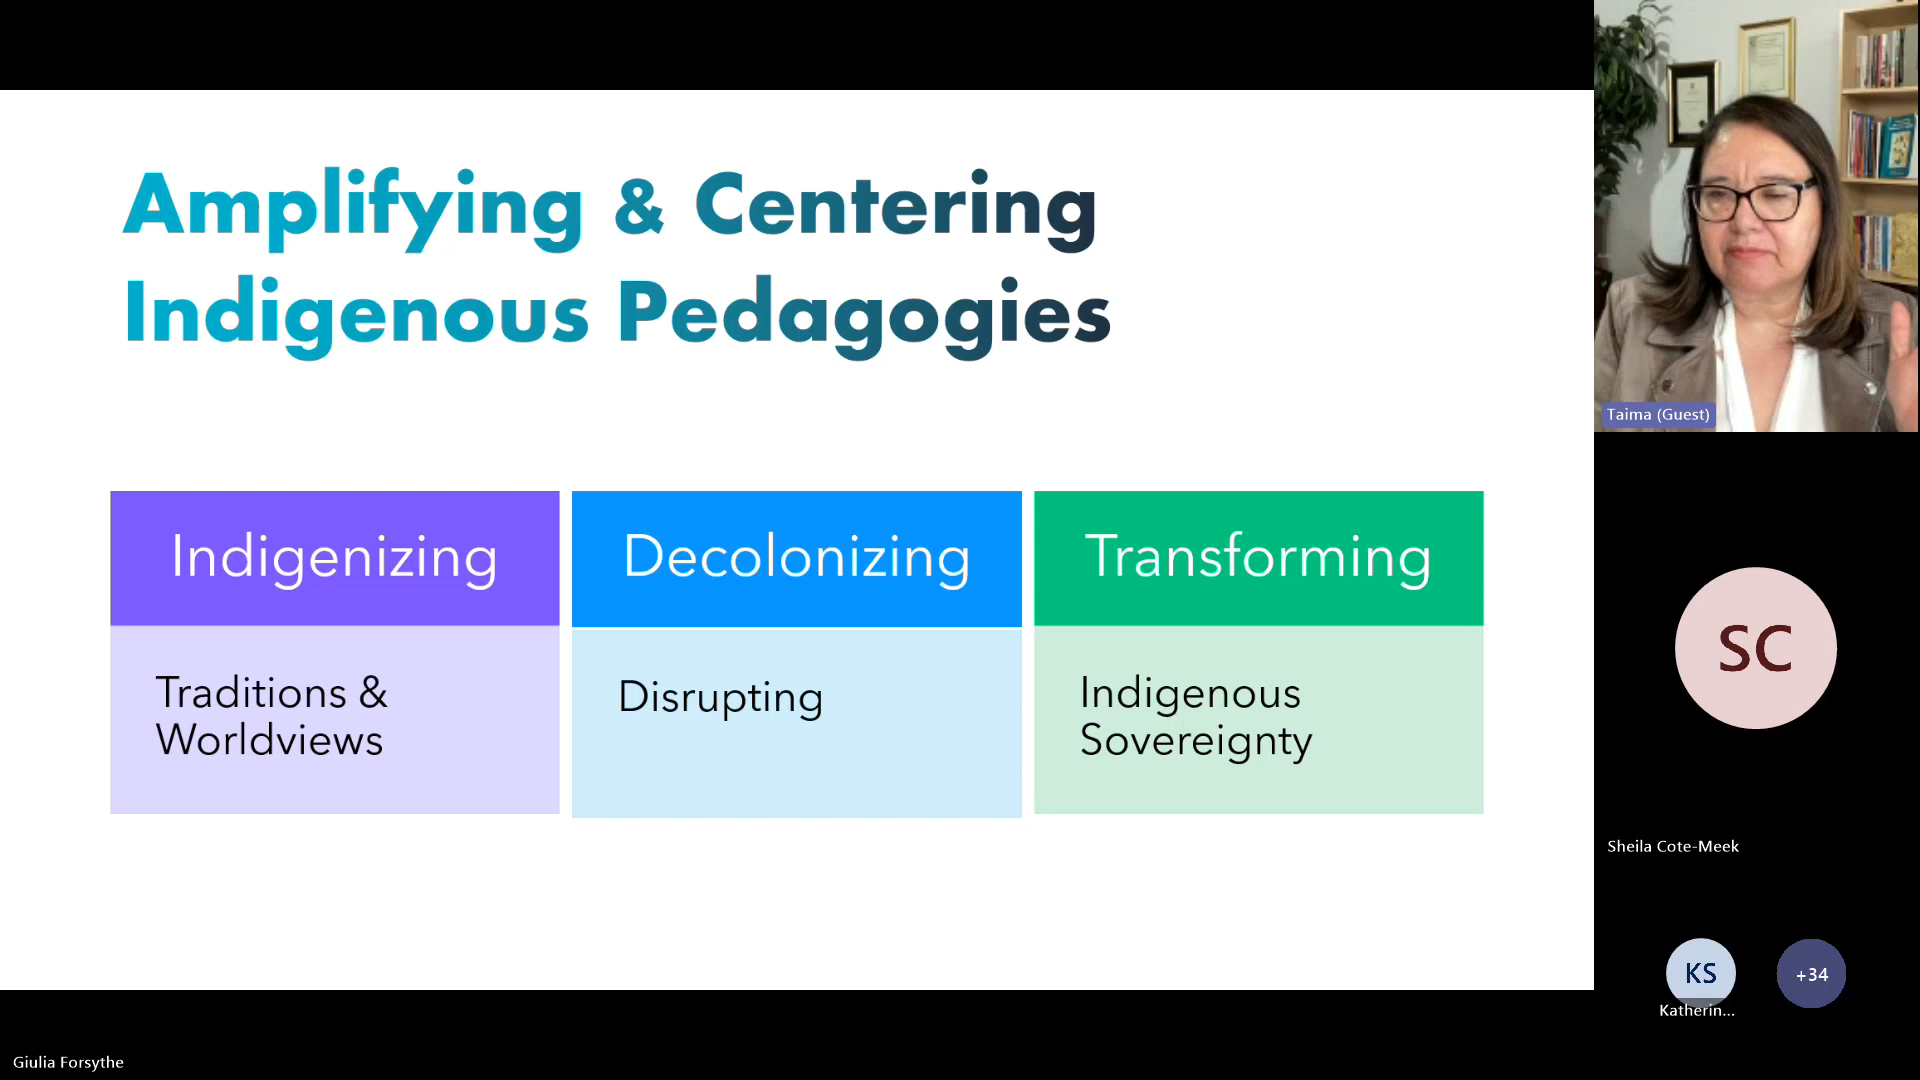 Amplifying & Centering
Indigenous Pedagogies
Indigenizing
Decolonizing
Transforming
Traditions &
Worldviews
Disrupting
Indigenous
Sovereignty
Taima (Guest)
SC
Sheila Cote-Meek
KS
+34
Katherin...
Giulia Forsythe